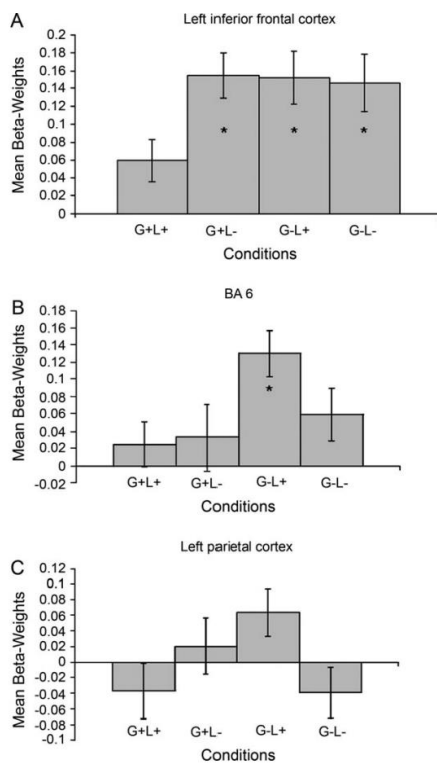 A
Left inferior frontal cortex
Mean Beta-Weights
0.2
0.18
0.16
0.14
0.12
0.1
0.08
0.06
0.04
0.02
0
*
*
*
G+L+ G+L- G-L+ G-L-
Conditions
B
BA 6
Mean Beta-Weights
0.18
0.16
0.14
0.12
0.1
0.08
0.06
0.04
0.02
0
-0.02
*
G+L+ G+L- G-L+ G-L-
Conditions
C
Left parietal cortex
Mean Beta-Weights
0.12
0.1
0.08
0.06
0.04
0.02
0
-0.02
-0.04
-0.06
-0.08
-0.1
G+L+ G+L- G-L+ G-L-
Conditions